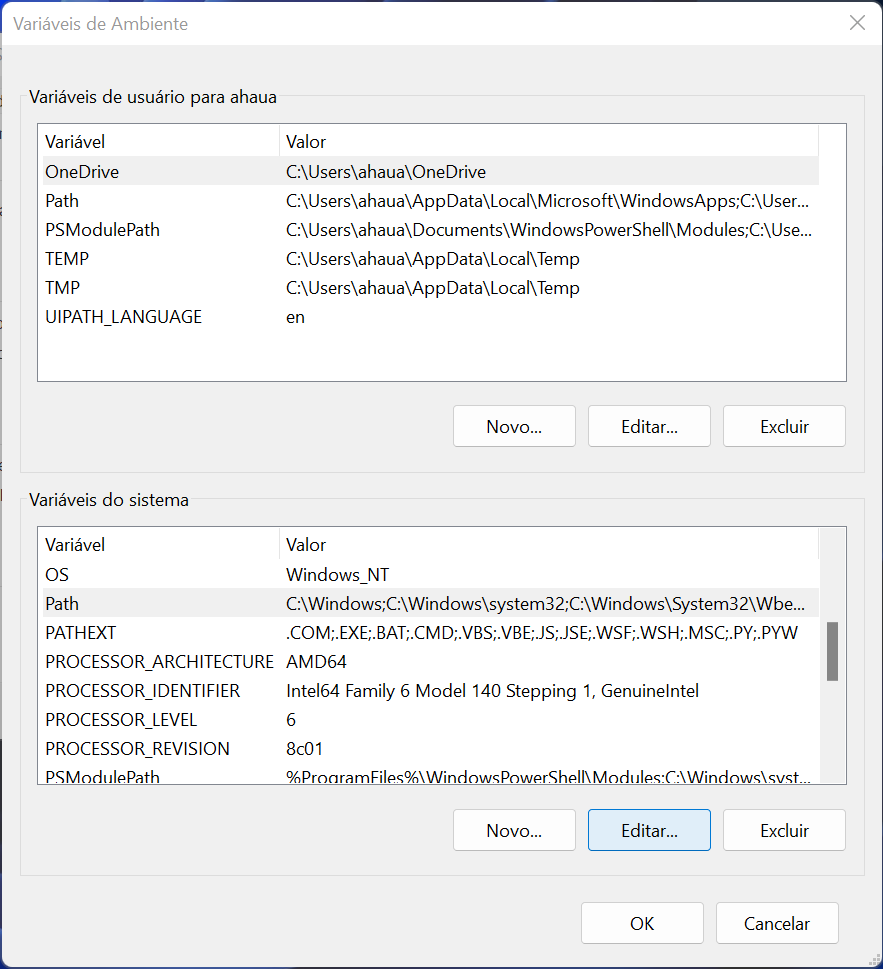 Variáveis de Ambiente
Variáveis de usuário para ahaua
Variável Valor
OneDrive C:\Users\ahaua\OneDrive
Path C:\Users\ahaua\AppData\Local\Microsoft\WindowsApps;C:\User...
PSModulePath C:\Users\ahaua\Documents\WindowsPowerShell\Modules;C:\Use...
TEMP C:\Users\ahaua\AppData\Local\Temp
TMP C:\Users\ahaua\AppData\Local\Temp
UIPATH_LANGUAGE en
Novo... Editar... Excluir
Variáveis do sistema
Variável Valor
OS Windows_NT
Path C:\Windows;C:\Windows\system32;C:\Windows\System32\Wbe...
PATHEXT .COM;.EXE;.BAT;.CMD;.VBS;.VBE;.JS;.JSE;.WSF;.WSH;.MSC;.PY;.PYW
PROCESSOR_ARCHITECTURE AMD64
PROCESSOR_IDENTIFIER Intel64 Family 6 Model 140 Stepping 1, GenuineIntel
PROCESSOR_LEVEL 6
PROCESSOR_REVISION 8c01
PSModulePath %ProgramFiles%\WindowsPowerShell\Modules;C:\Windows\syst...
Novo... Editar... Excluir
OK Cancelar